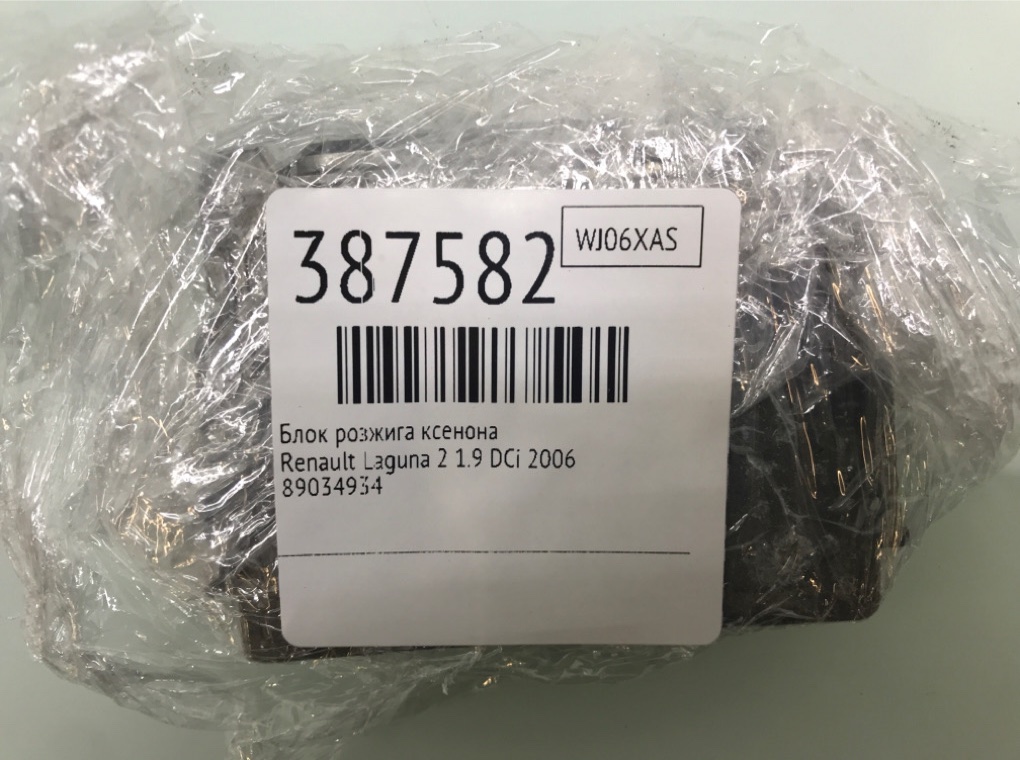 387582
WJ06XAS
Блок розжига ксенона
Renault Laguna 2 1.9 DCi 2006
89034934